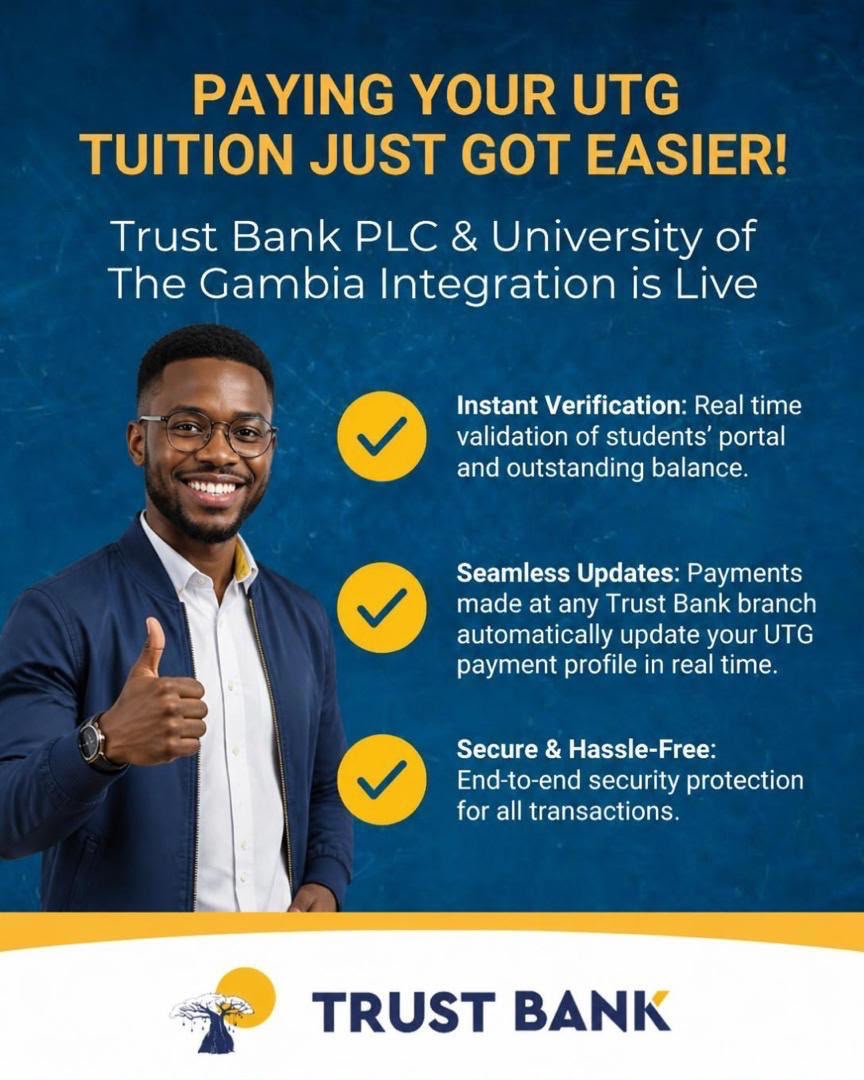 PAYING YOUR UTG
TUITION JUST GOT EASIER!
Trust Bank PLC & University of
The Gambia Integration is Live
Instant Verification: Real time
validation of students’ portal
and outstanding balance.
Seamless Updates: Payments
made at any Trust Bank branch
automatically update your UTG
payment profile in real time.
Secure & Hassle-Free:
End-to-end security protection
for all transactions.
TRUST BANK